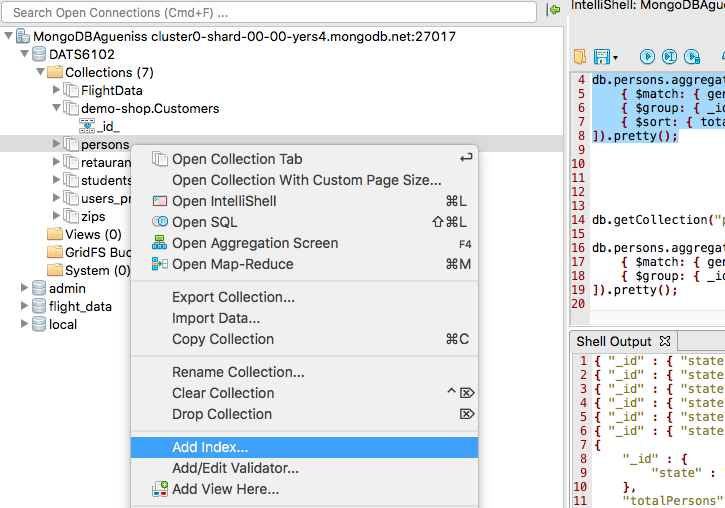 Search Open Connections (Cmd+F) ...
MongoDBAgueniss cluster0-shard-00-00-yers4.mongodb.net:27017
DATS6102
Collections (7)
FlightData
demo-shop.Customers
_id_
persons
retauran
students
users_pr
zips
Views (0)
GridFS Buc
System (0)
admin
flight_data
local
Open Collection Tab
Open Collection With Custom Page Size...
Open IntelliShell ⌘L
Open SQL ⇧⌘L
Open Aggregation Screen F4
Open Map-Reduce ⌘M
Export Collection...
Import Data...
Copy Collection ⌘C
Rename Collection...
Clear Collection ^⌦
Drop Collection ⌦
Add Index...
Add/Edit Validator...
Add View Here...
IntelliShell: MongoDBAgue
4 db.persons.aggregat
5 { $match: { gen
6 { $group: { _id
7 { $sort: { tota
8 ]).pretty();
9
10
11
12
13
14 db.getCollection("p
15
16 db.persons.aggregat
17 { $match: { gen
18 { $group: { _id
19 ]).pretty();
20
Shell Output
1 { "_id" : { "state"
2 { "_id" : { "state"
3 { "_id" : { "state"
4 { "_id" : { "state"
5 { "_id" : { "state"
6 { "_id" : { "state"
7 {
8 "_id" : {
9 "state" :
10 },
11 "totalPersons"